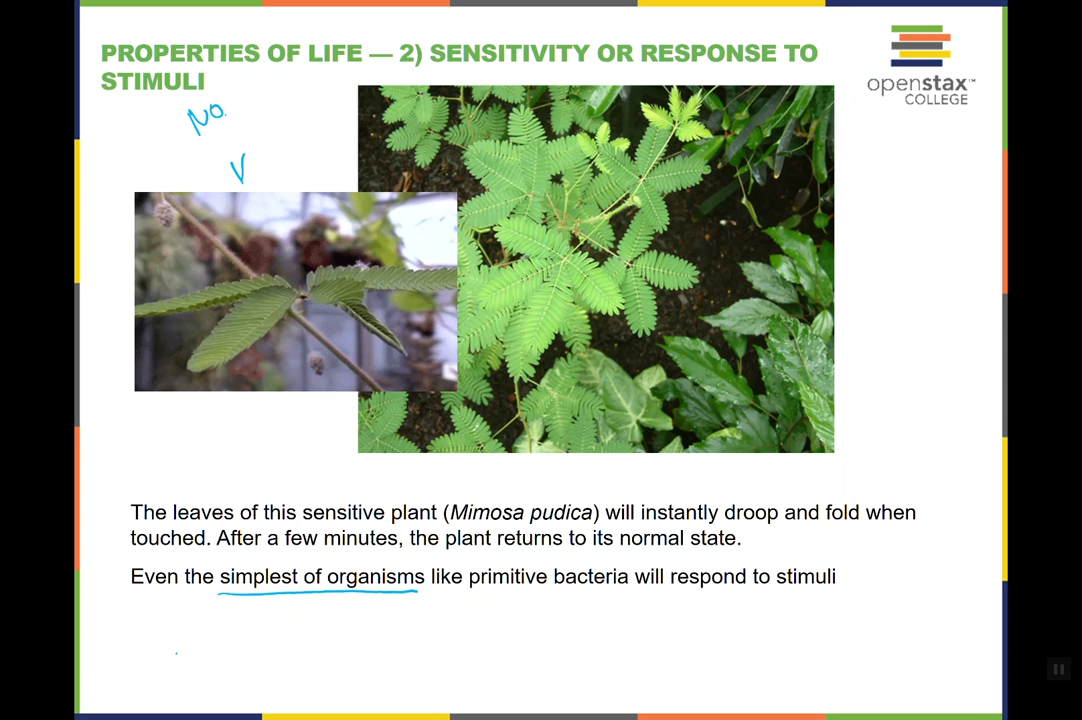 PROPERTIES OF LIFE — 2) SENSITIVITY OR RESPONSE TO
STIMULI
openstax™
COLLEGE
No.
V
The leaves of this sensitive plant (Mimosa pudica) will instantly droop and fold when
touched. After a few minutes, the plant returns to its normal state.
Even the simplest of organisms like primitive bacteria will respond to stimuli